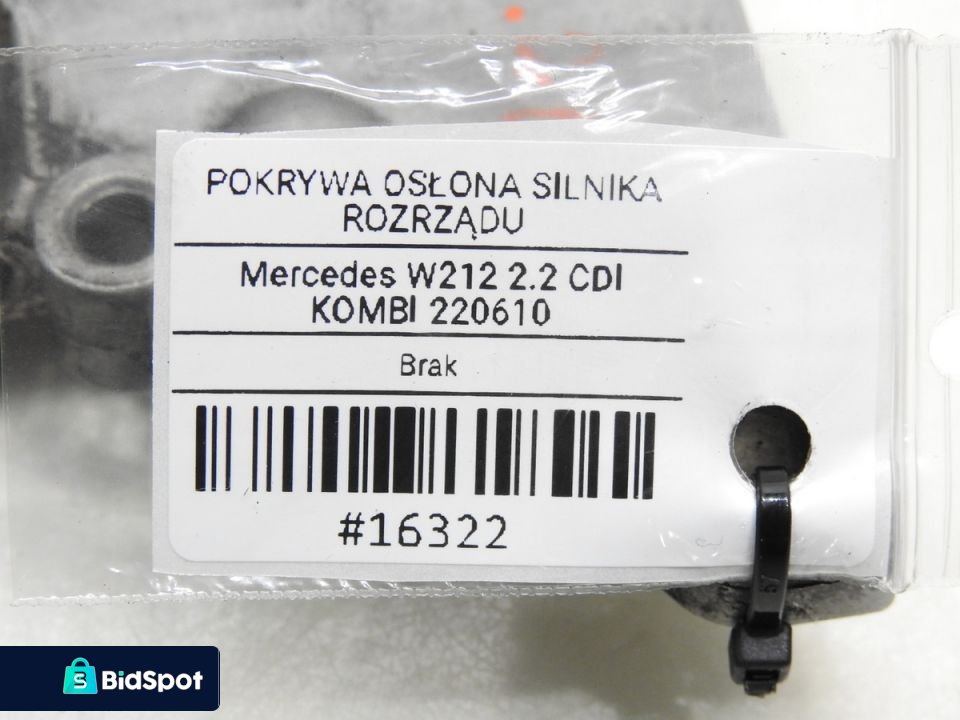 POKRYWA OSŁONA SILNIKA
ROZRZĄDU
Mercedes W212 2.2 CDI
KOMBI 220610
Brak
#16322
BidSpot